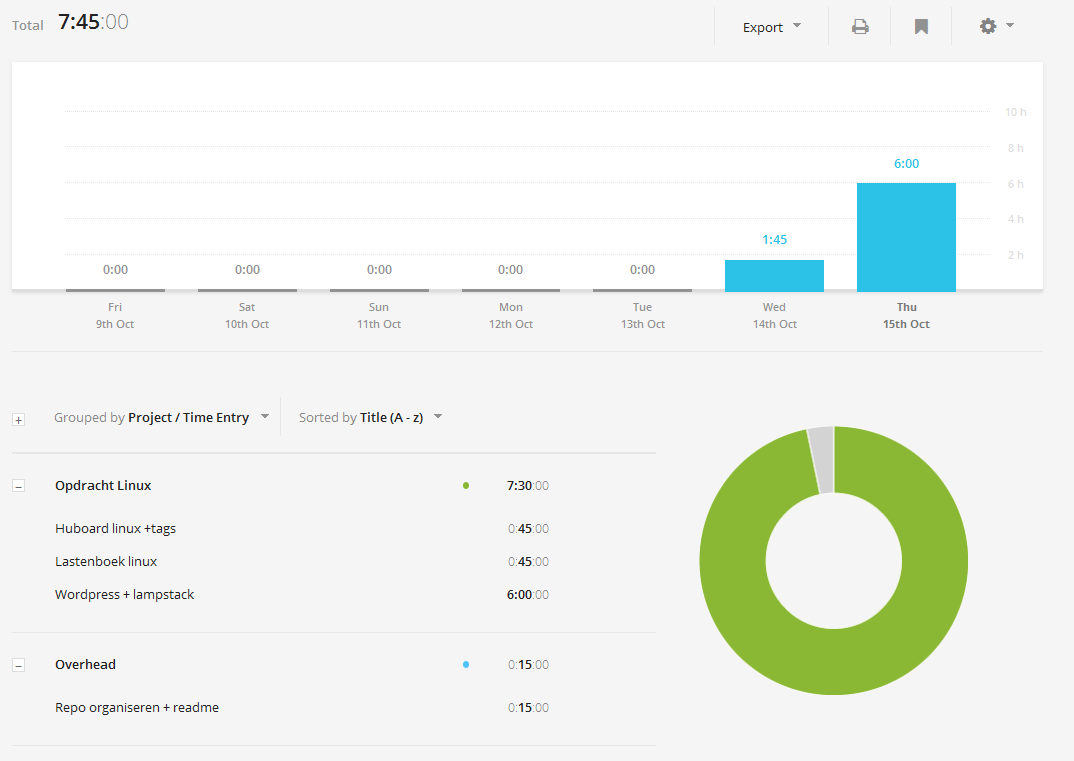 Total 7:45:00 Export
10 h
8 h
6:00
6 h
4 h
1:45
2 h
0:00 0:00 0:00 0:00 0:00
Fri Sat Sun Mon Tue Wed Thu
9th Oct 10th Oct 11th Oct 12th Oct 13th Oct 14th Oct 15th Oct
Grouped by Project / Time Entry Sorted by Title (A - z)
Opdracht Linux 7:30:00
Huboard linux +tags 0:45:00
Lastenboek linux 0:45:00
Wordpress + lampstack 6:00:00
Overhead 0:15:00
Repo organiseren + readme 0:15:00